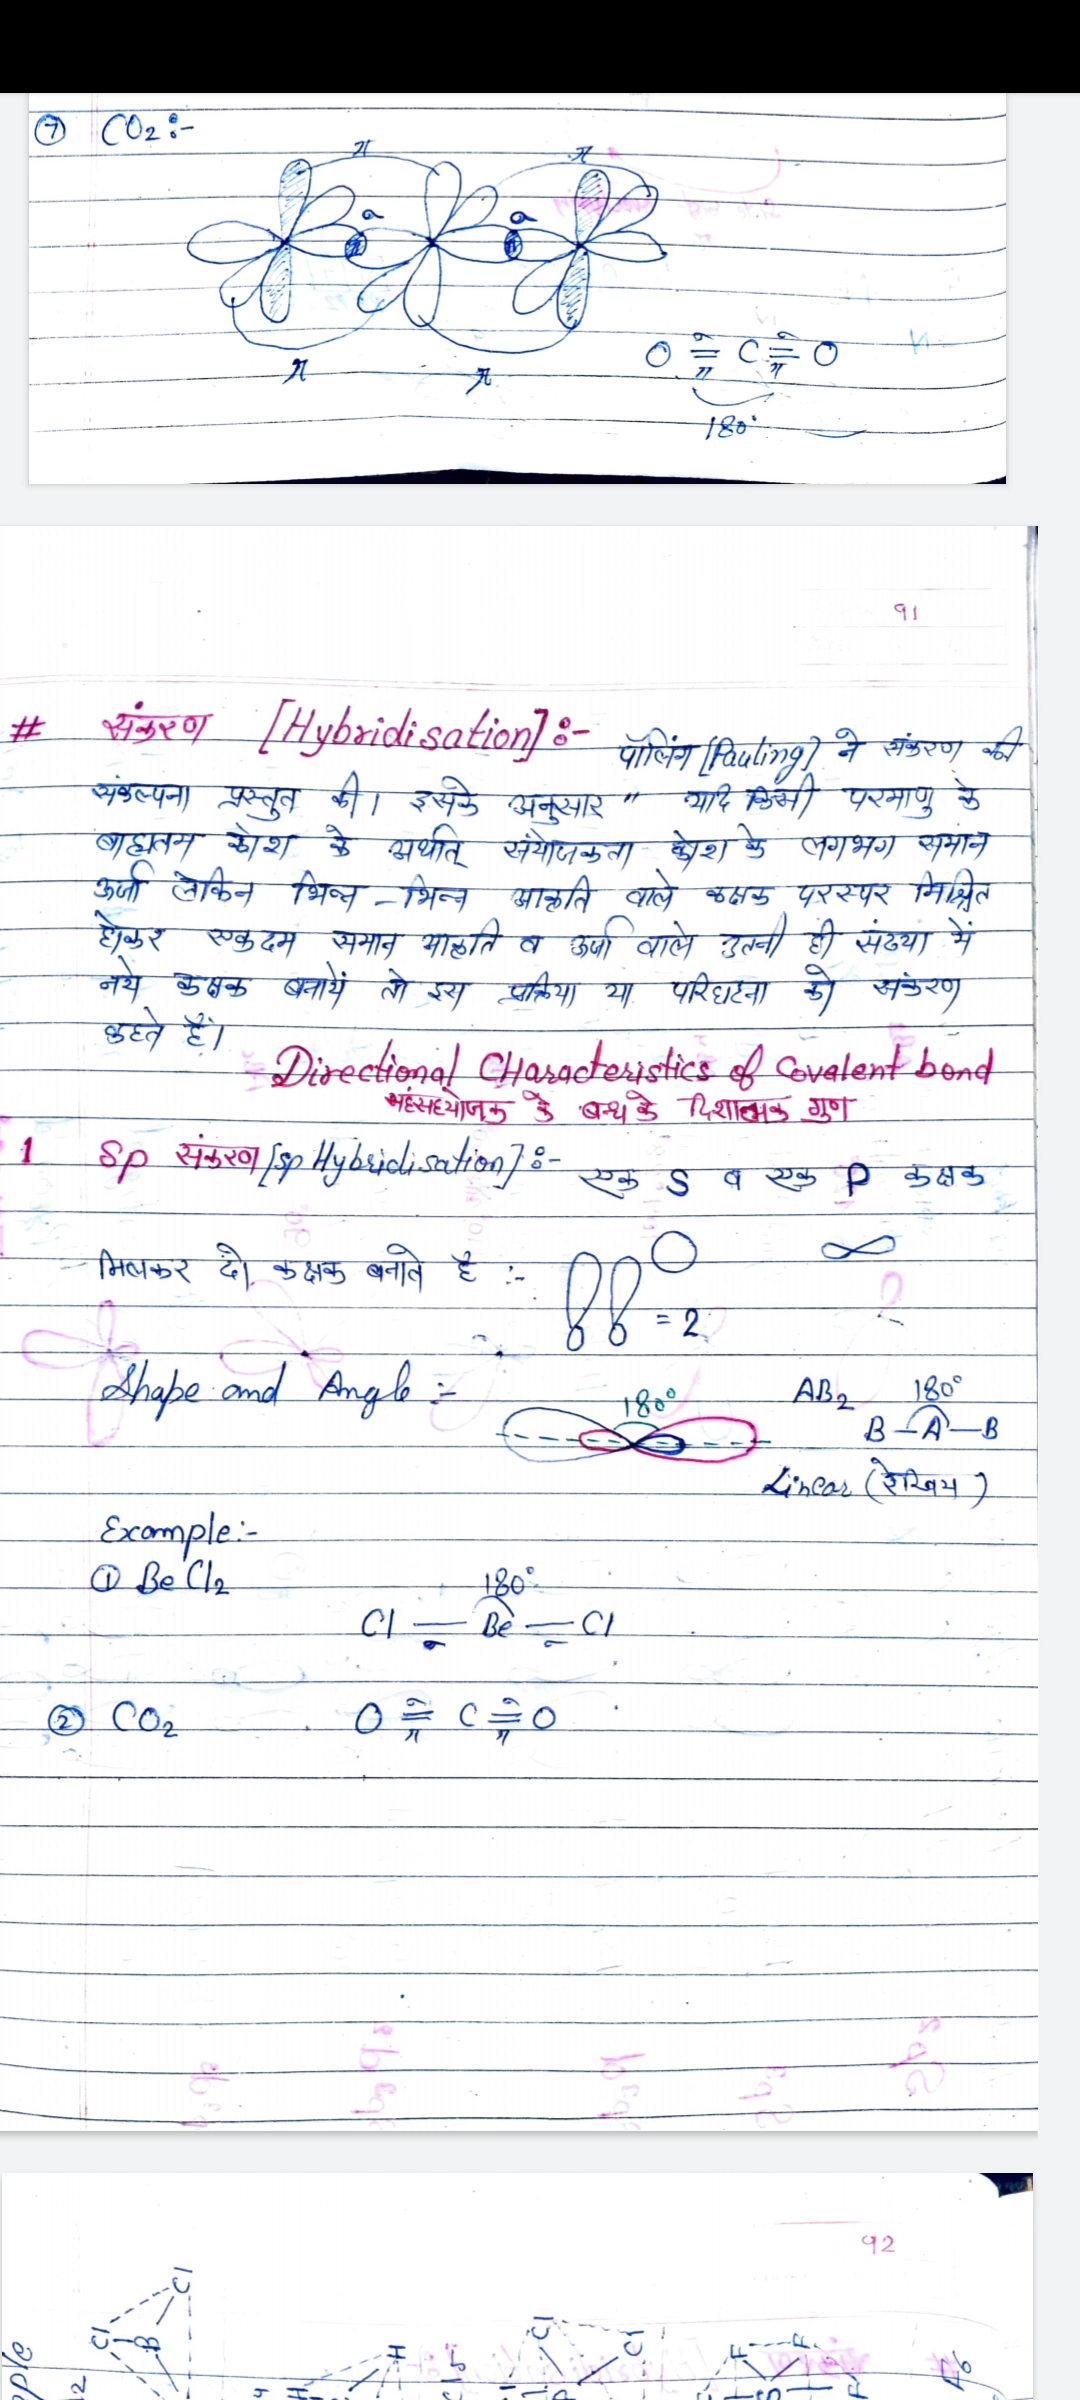 7 CO2 :-
π π
σ σ
π π
O = C = O
σ σ
π π
180°
91
# संकरण [Hybridisation] :- पॉलिंग [Pauling] ने संकरण की
संकल्पना प्रस्तुत की। इसके अनुसार " यदि किसी परमाणु के
बाह्यतम कोश के अर्थात् संयोजकता कोश के लगभग समान
ऊर्जा लेकिन भिन्न - भिन्न आकृति वाले कक्षक परस्पर मिश्रित
होकर एकदम समान आकृति व ऊर्जा वाले उतनी ही संख्या में
नये कक्षक बनायें तो इस प्रक्रिया या परिघटना को संकरण
कहते हैं।
Directional CHaracteristics of Covalent bond
के बन्ध के दिशात्मक गुण
1 Sp संकरण [sp Hybridisation] :- एक S व एक P कक्षक
मिलकर दो कक्षक बनाते है :- = 2
Shape and Angle :- 180° AB2 180°
B - A - B
Linear (रेखिय)
Example:-
1 BeCl2 180°
Cl - Be - Cl
σ σ
2 CO2 O = C = O
σ σ
π π
92
Cl Cl B
Cl Cl
F F